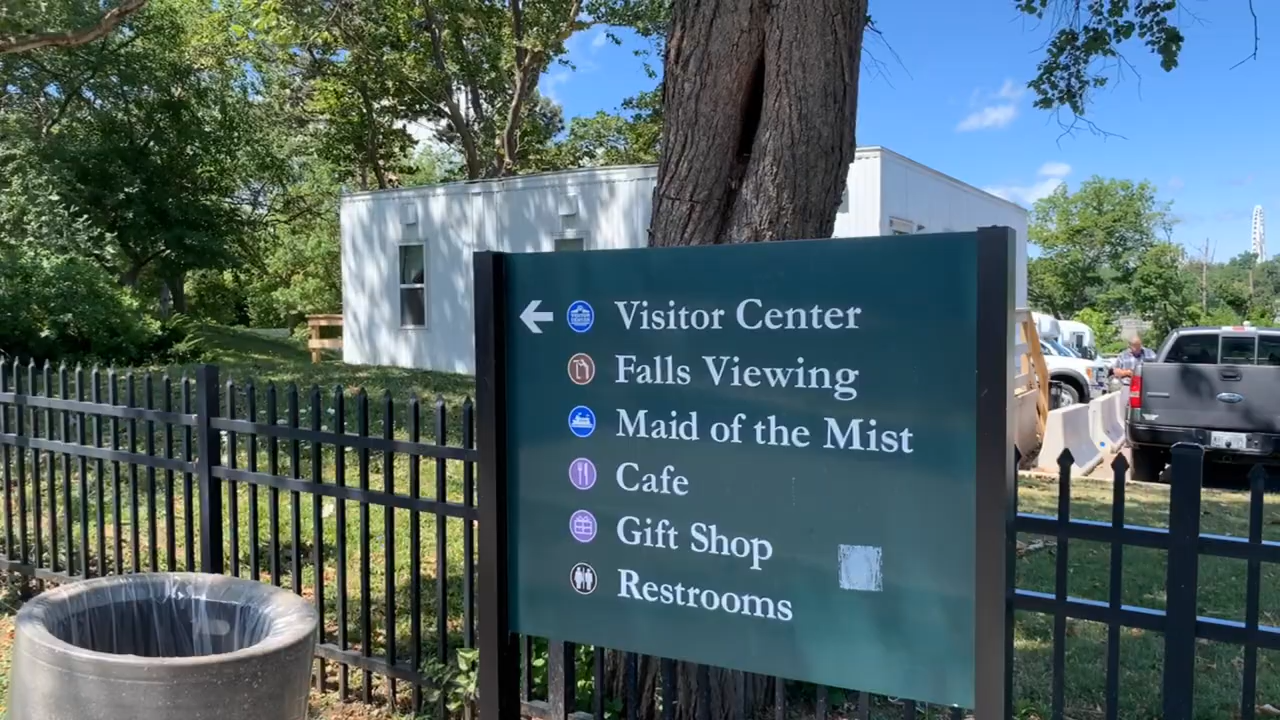 Visitor Center
Falls Viewing
Maid of the Mist
Cafe
Gift Shop
Restrooms